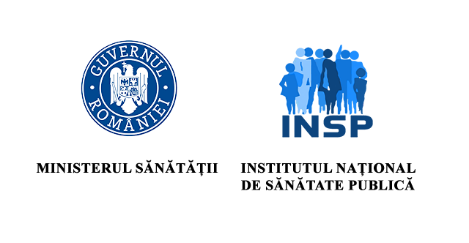 GUVERNUL
ROMÂNIEI
INSP
MINISTERUL SĂNĂTĂȚII
INSTITUTUL NAȚIONAL
DE SĂNĂTATE PUBLICĂ